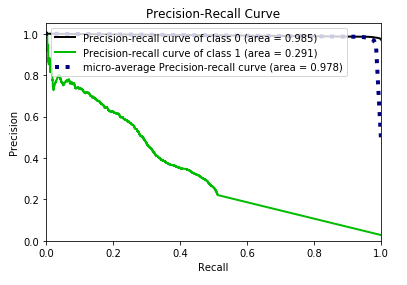 Precision-Recall Curve
1.0
0.8
0.6
0.4
0.2
0.0
Precision
Precision-recall curve of class 0 (area = 0.985)
Precision-recall curve of class 1 (area = 0.291)
micro-average Precision-recall curve (area = 0.978)
0.0 0.2 0.4 0.6 0.8 1.0
Recall